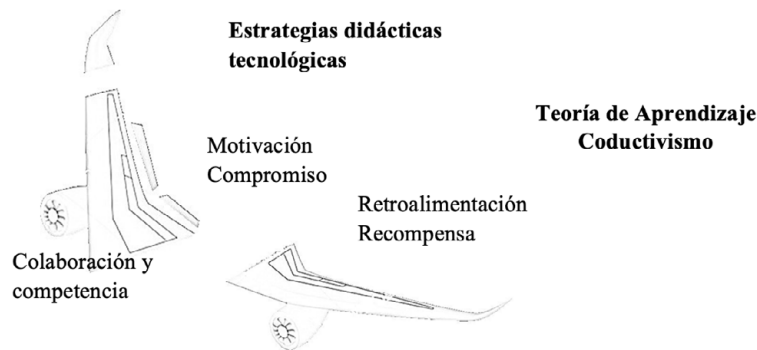 Estrategias didácticas
tecnológicas
Teoría de Aprendizaje
Coductivismo
Motivación
Compromiso
Retroalimentación
Recompensa
Colaboración y
competencia